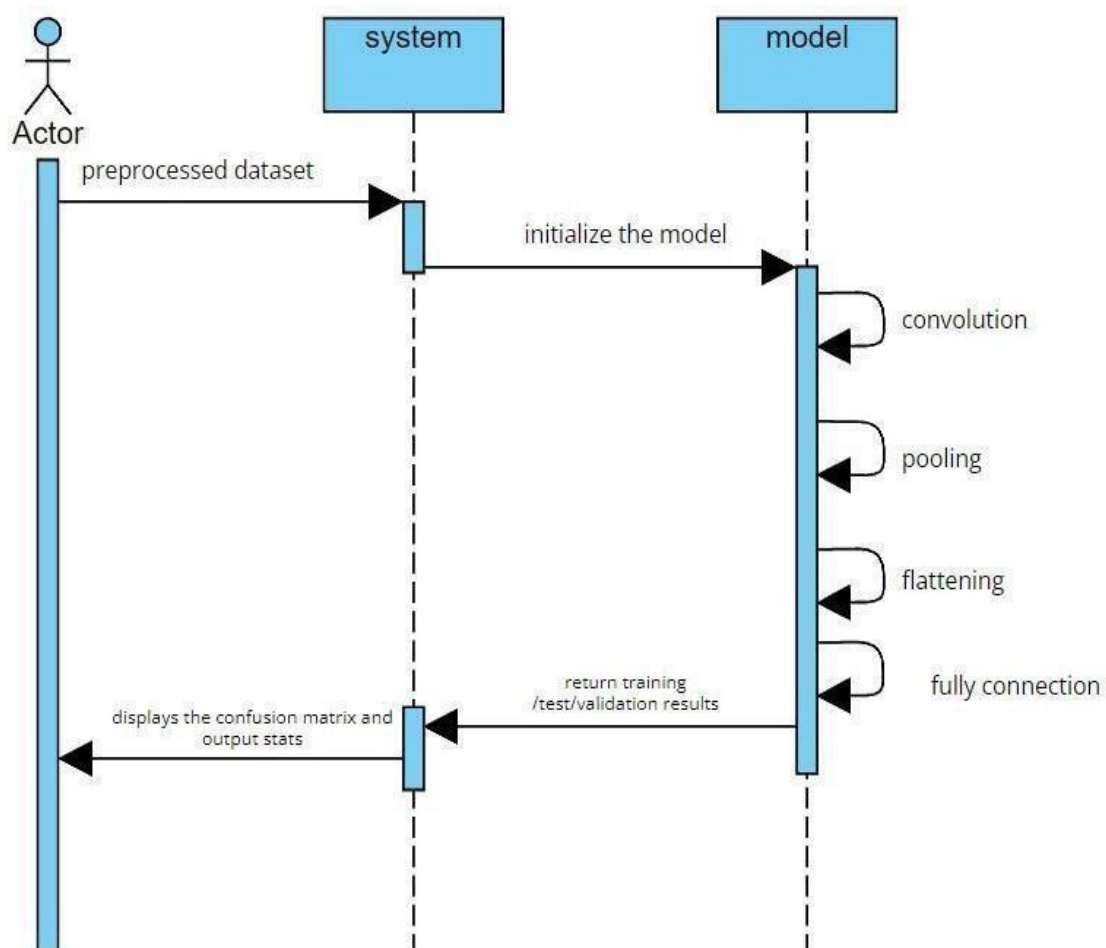 system
model
Actor
preprocessed dataset
initialize the model
convolution
pooling
flattening
fully connection
return training
/test/validation results
displays the confusion matrix and
output stats